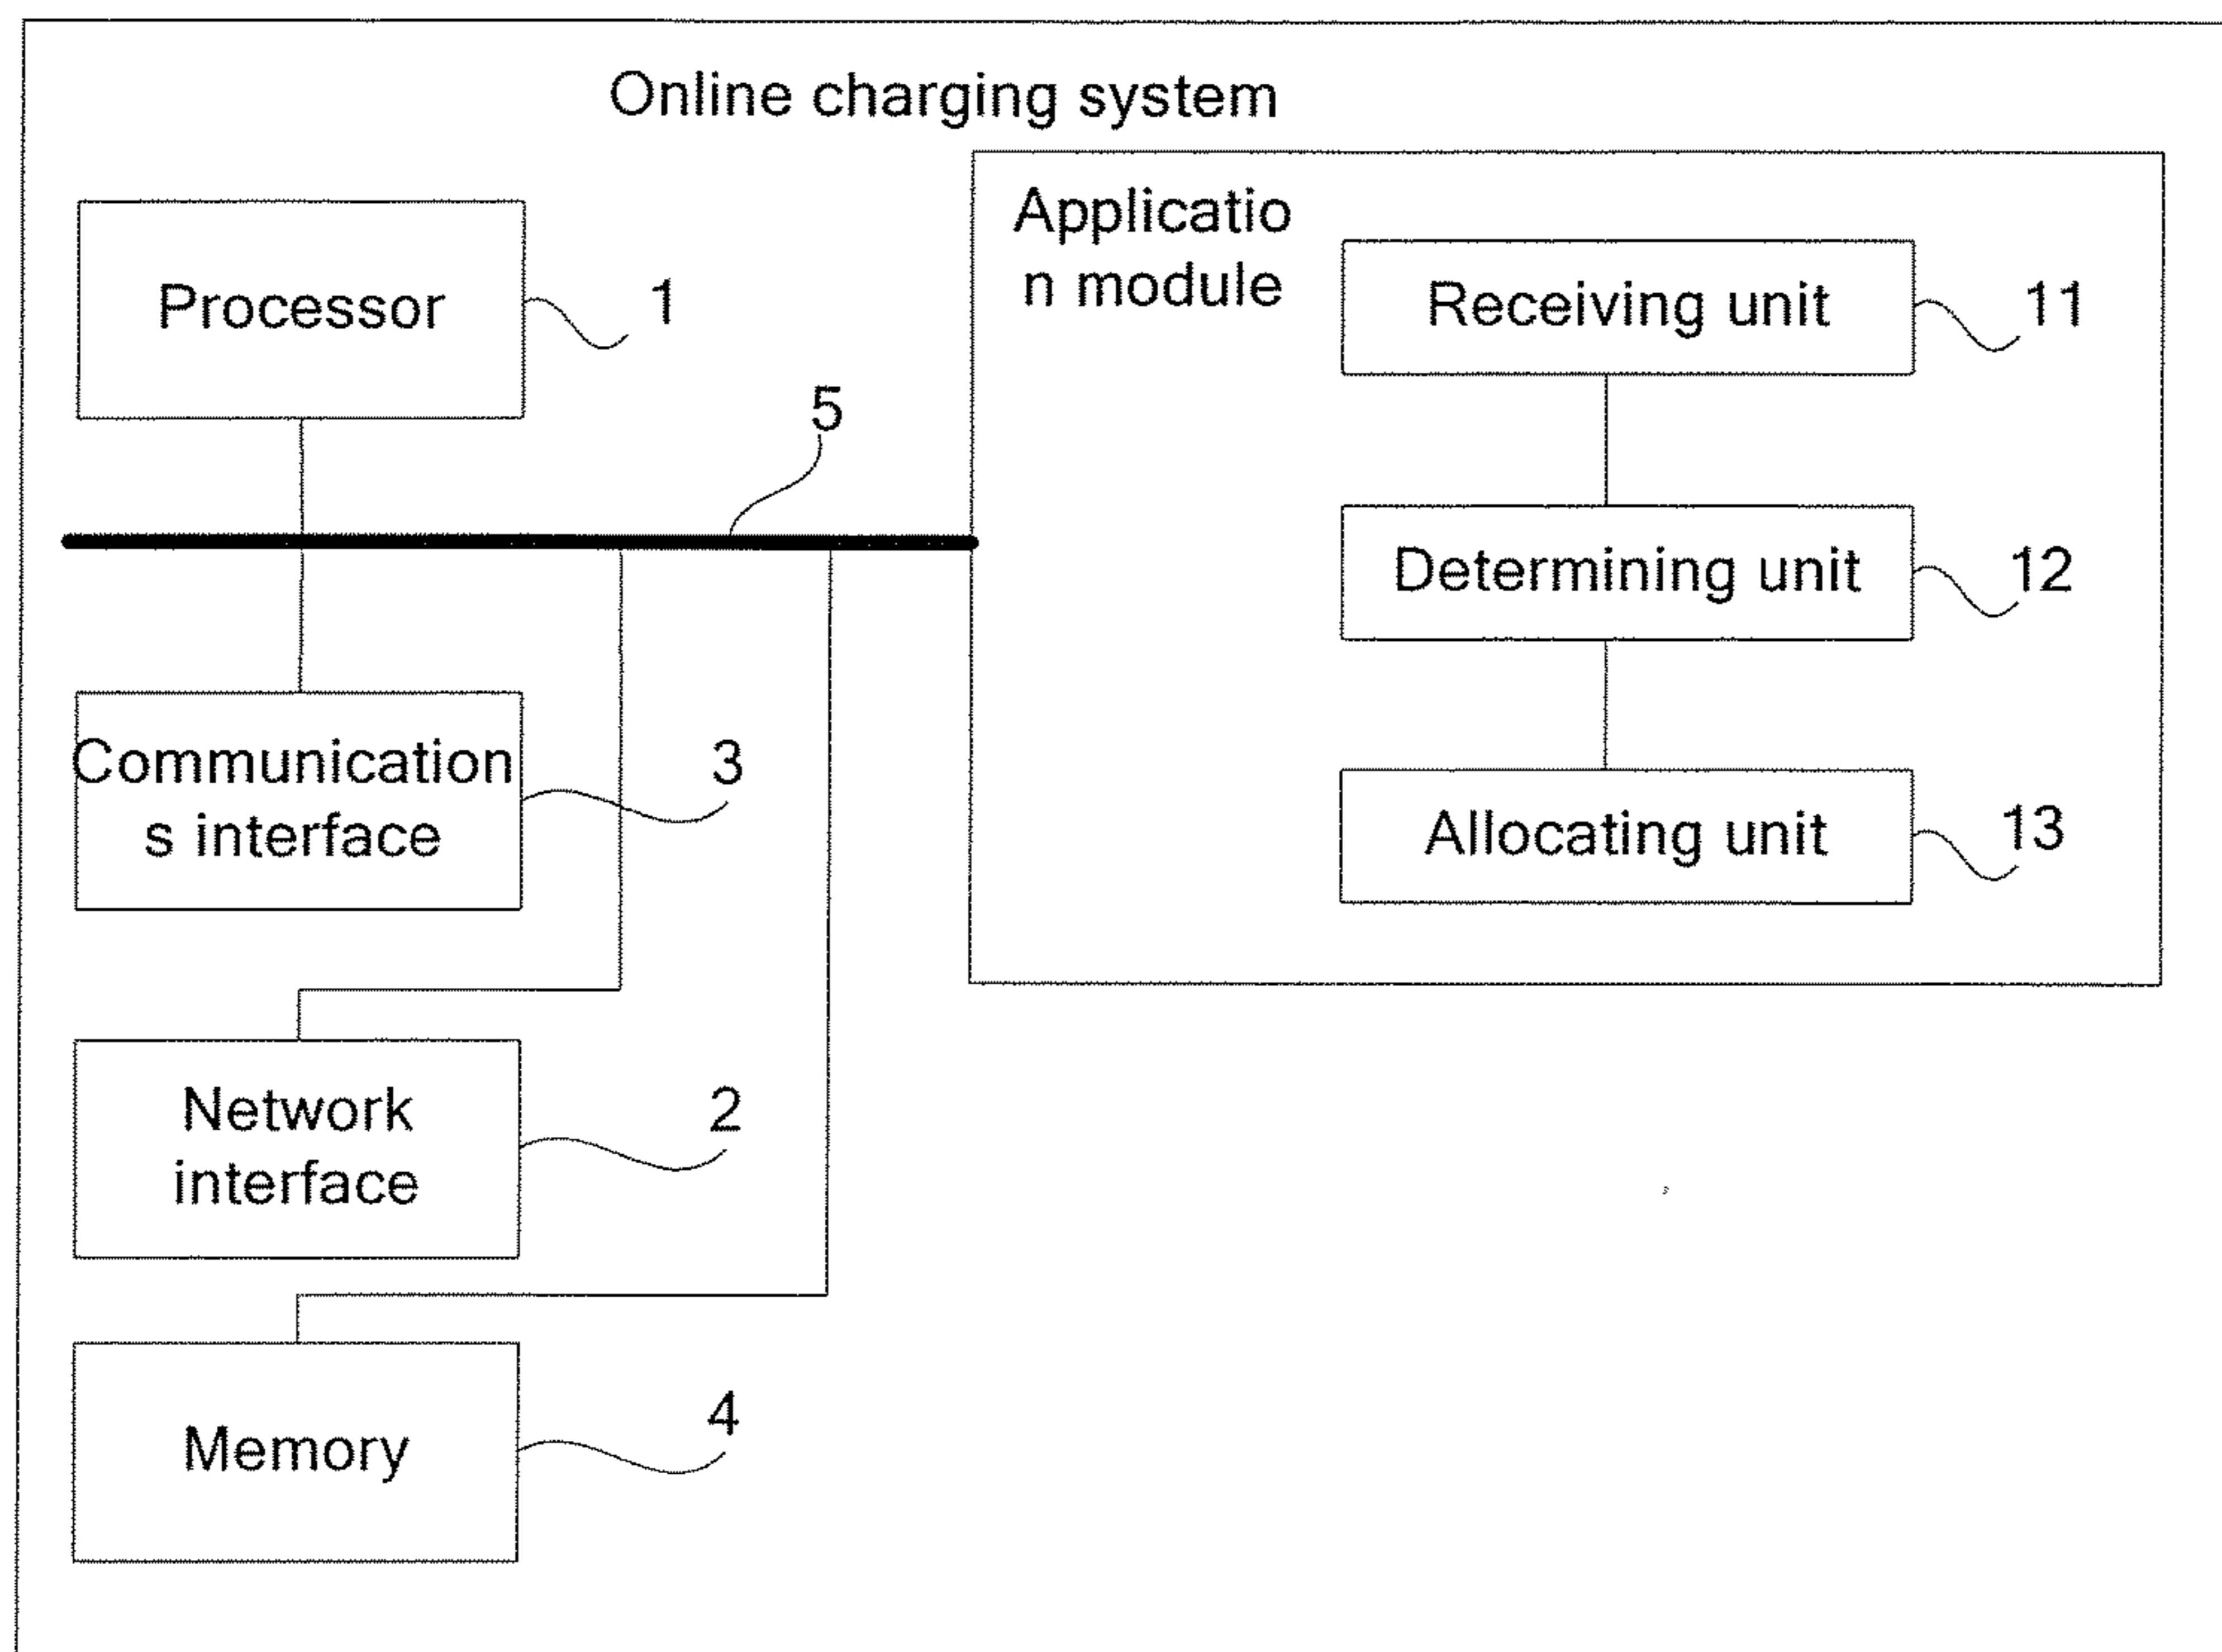 Online charging system
Processor
1
5
Applicatio
n module
Receiving unit
11
Determining unit
12
Allocating unit
13
Communication
s interface
3
Network
interface
2
Memory
4